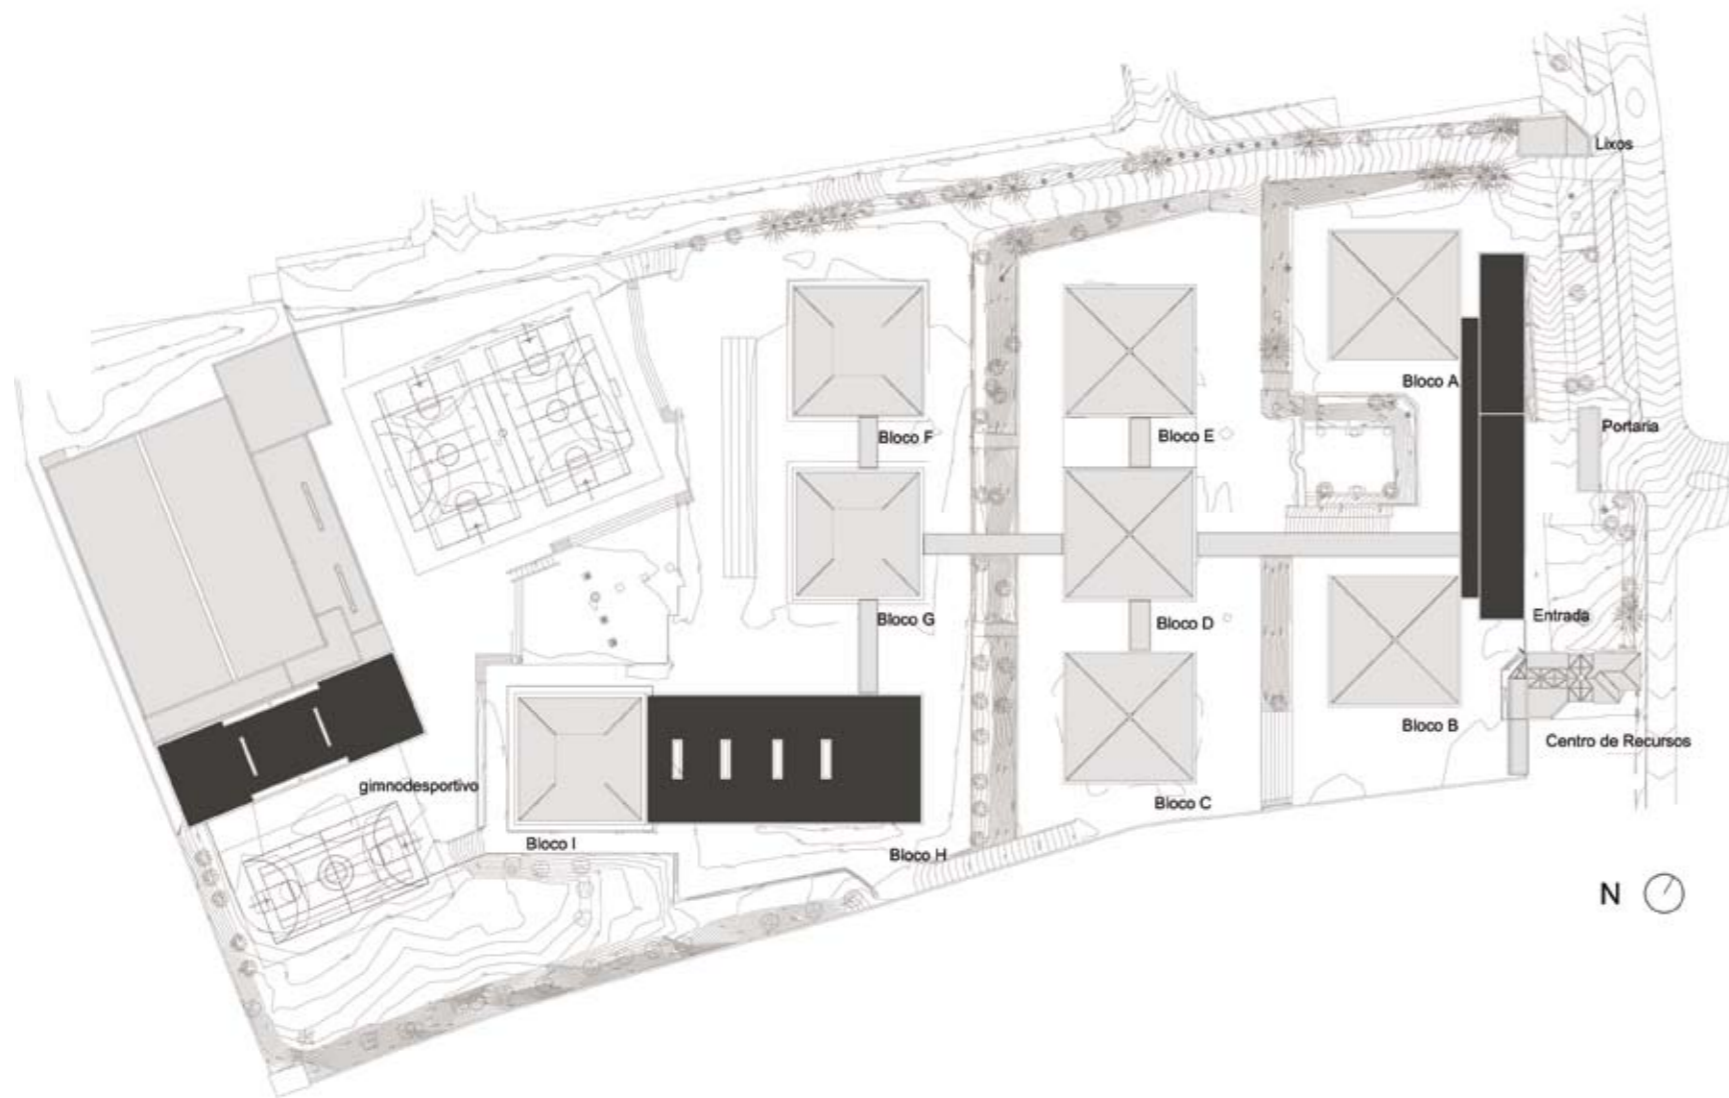 Lixos
Bloco A
Portaria
Bloco F
Bloco E
Bloco G
Bloco D
Entrada
Bloco B
Centro de Recursos
gimnodesportivo
Bloco C
Bloco I
Bloco H
N